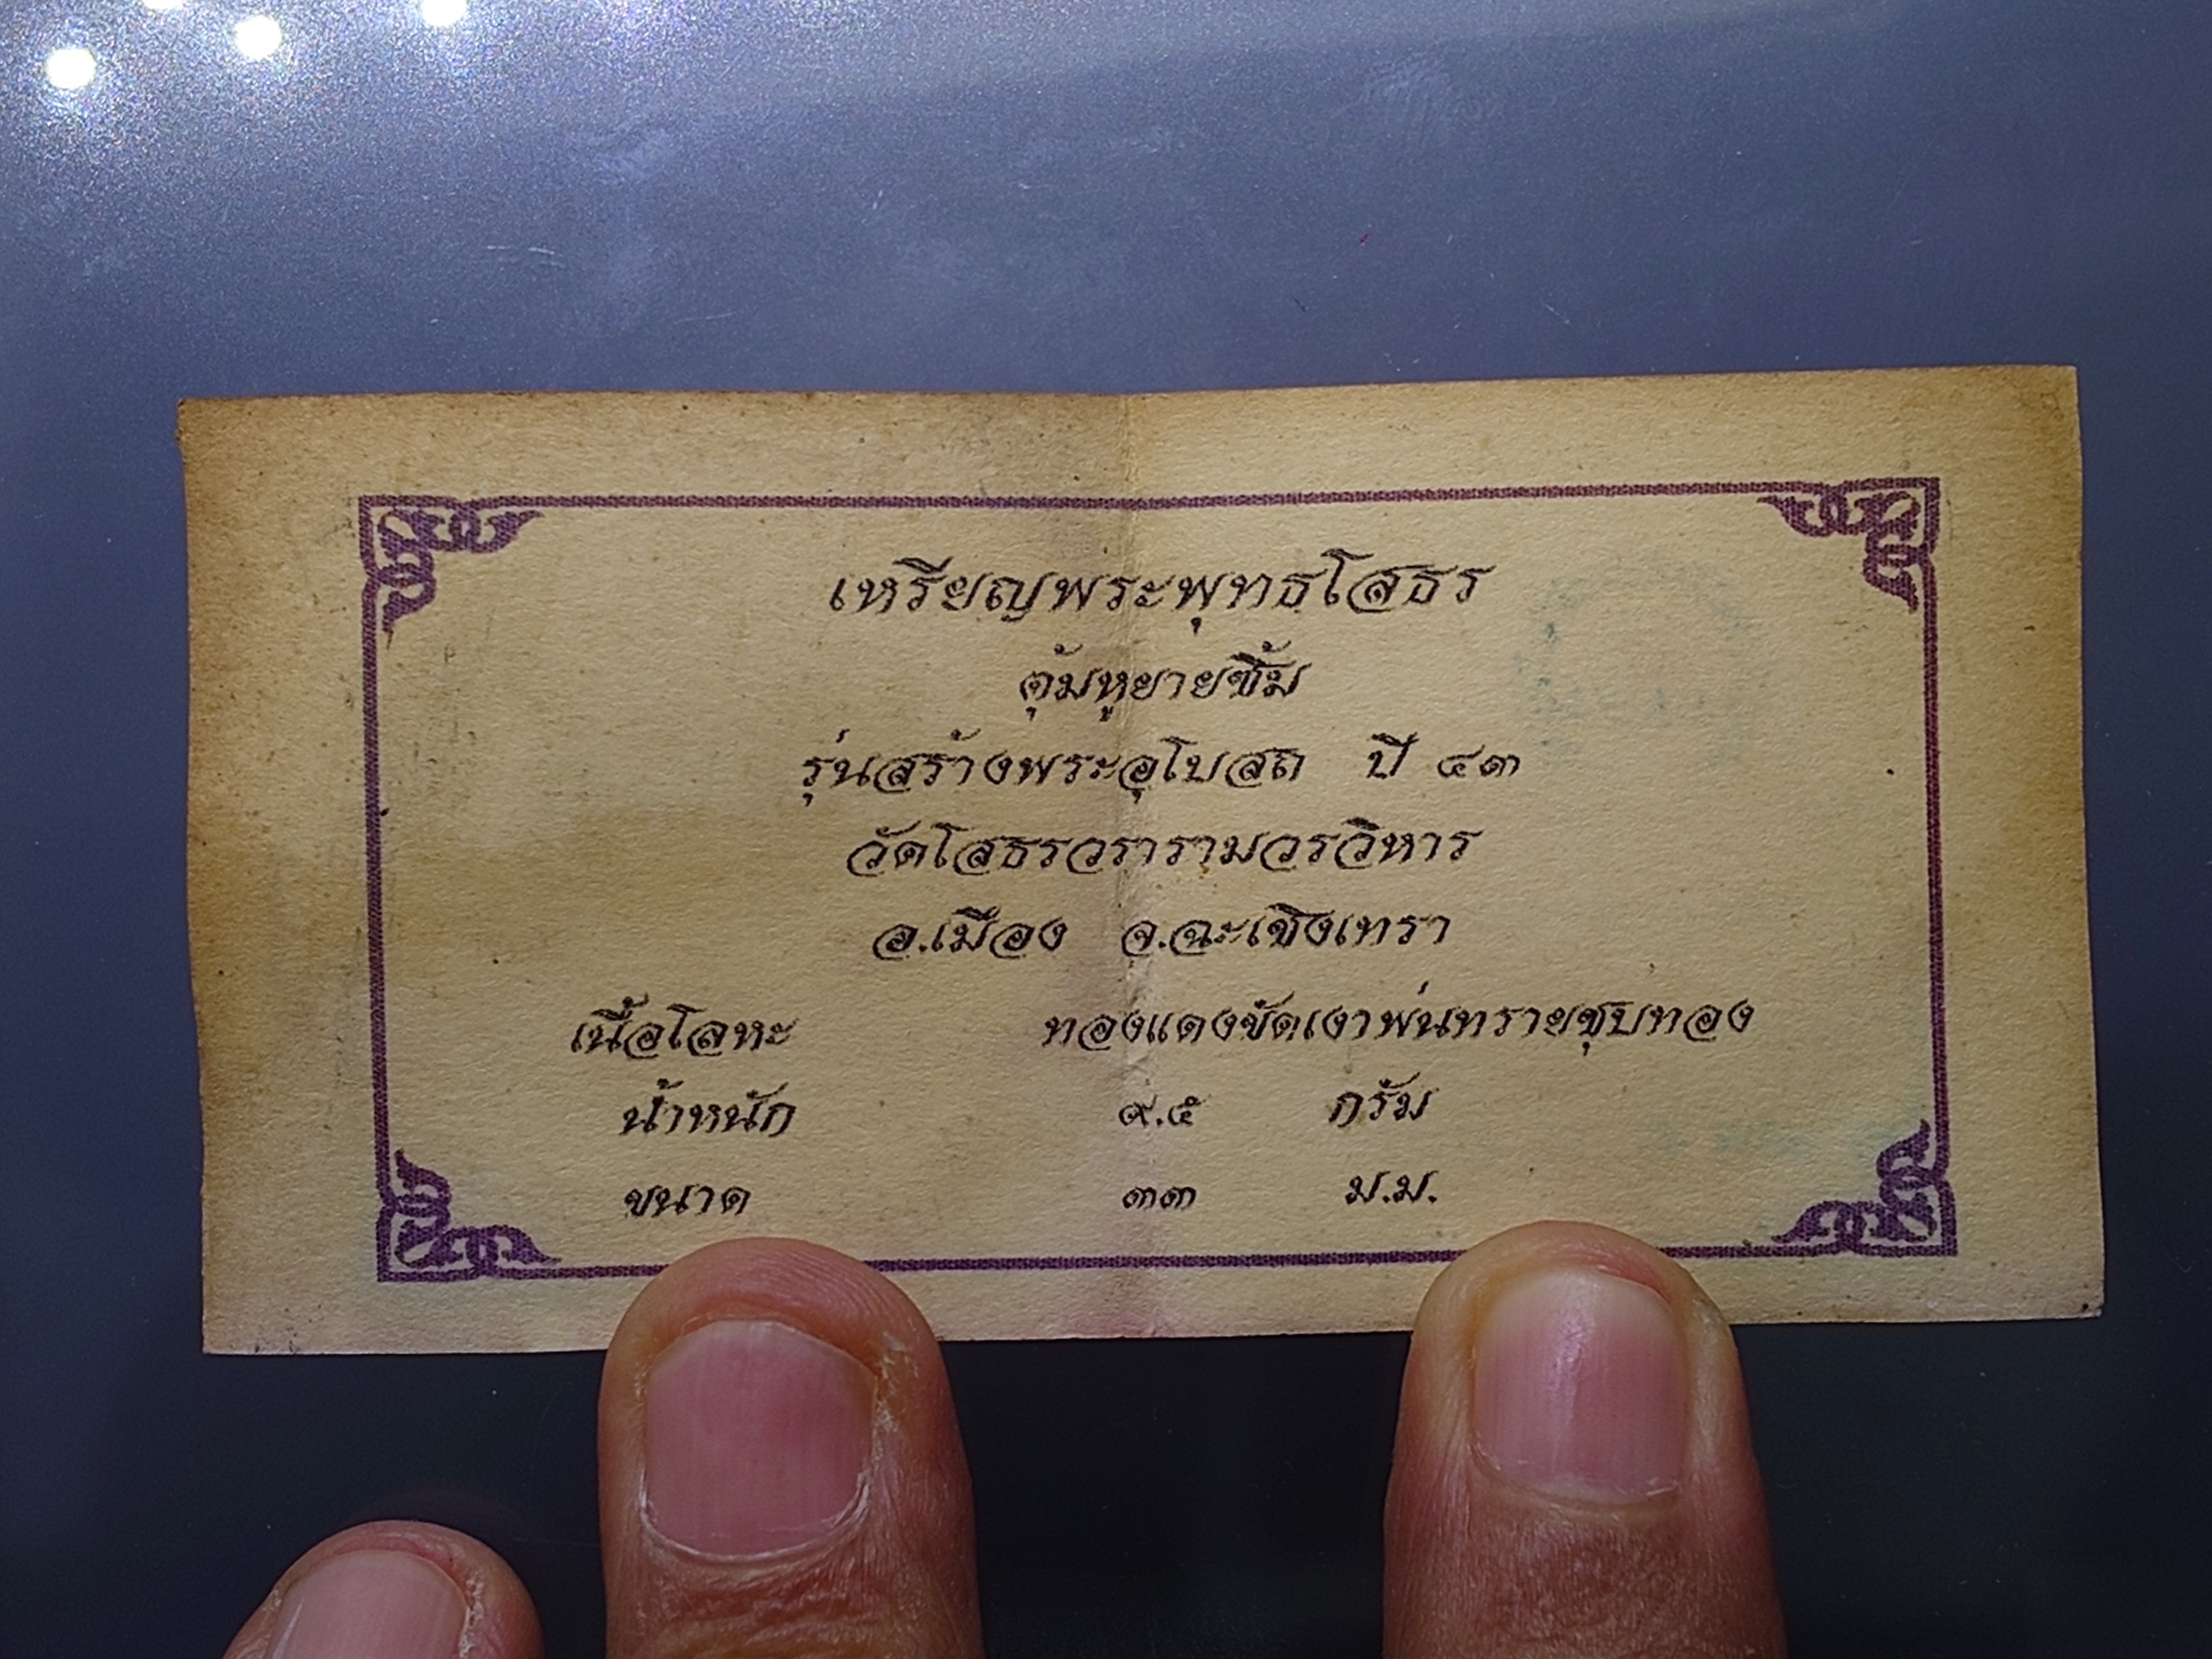 เหรียญพระพุทธโสธร
ตุ้มหูยายซิ้ม
รุ่นสร้างพระอุโบสถ ปี ๔๓
วัดโสธรวรารามวรวิหาร
อ.เมือง จ.ฉะเชิงเทรา
เนื้อโลหะ ทองแดงขัดเงาพ่นทรายชุบทอง
น้ำหนัก ๙.๕ กรัม
ขนาด ๓๓ ม.ม.